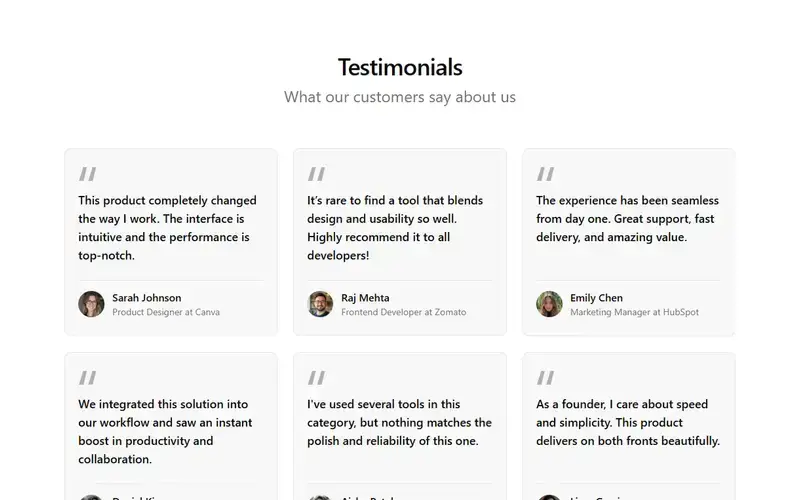 Testimonials
What our customers say about us
This product completely changed
the way I work. The interface is
intuitive and the performance is
top-notch.
Sarah Johnson
Product Designer at Canva
It's rare to find a tool that blends
design and usability so well.
Highly recommend it to all
developers!
Raj Mehta
Frontend Developer at Zomato
The experience has been seamless
from day one. Great support, fast
delivery, and amazing value.
Emily Chen
Marketing Manager at HubSpot
We integrated this solution into
our workflow and saw an instant
boost in productivity and
collaboration.
I've used several tools in this
category, but nothing matches the
polish and reliability of this one.
As a founder, I care about speed
and simplicity. This product
delivers on both fronts beautifully.